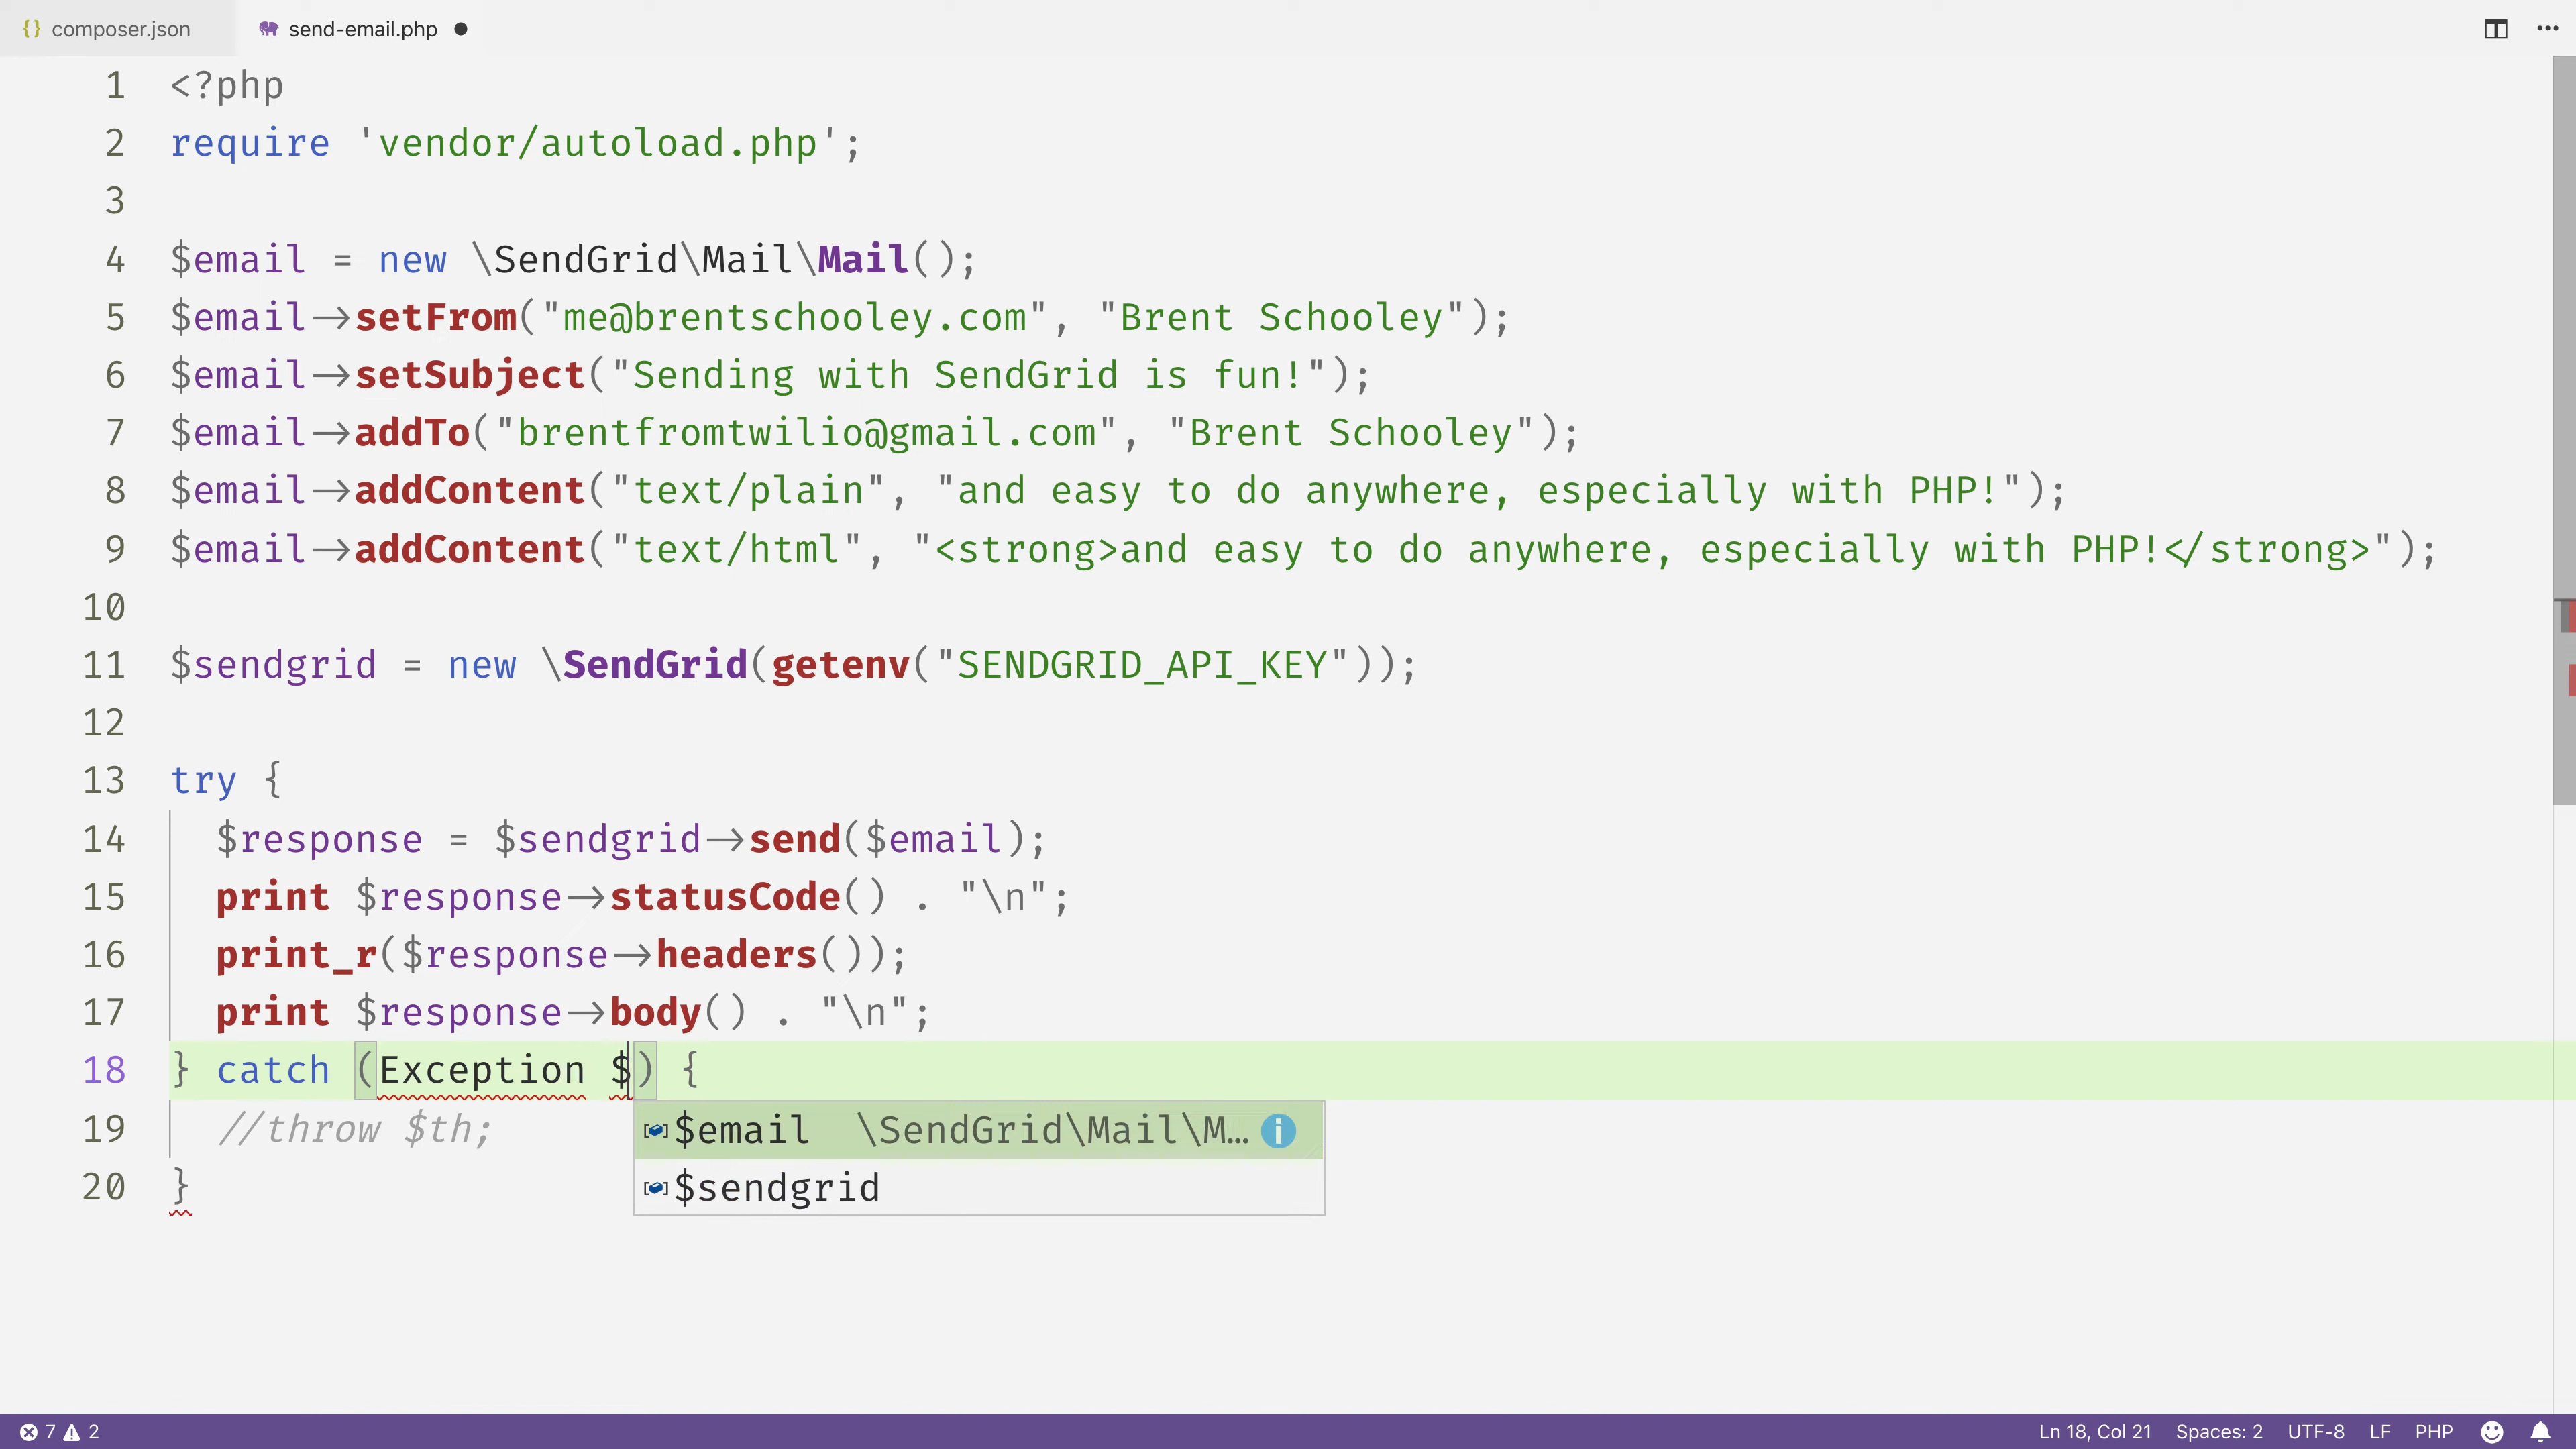 {} composer.json send-email.php
1 <?php
2 require 'vendor/autoload.php';
3
4 $email = new \SendGrid\Mail\Mail();
5 $email->setFrom("me@brentschooley.com", "Brent Schooley");
6 $email->setSubject("Sending with SendGrid is fun!");
7 $email->addTo("brentfromtwilio@gmail.com", "Brent Schooley");
8 $email->addContent("text/plain", "and easy to do anywhere, especially with PHP!");
9 $email->addContent("text/html", "<strong>and easy to do anywhere, especially with PHP!</strong>");
10
11 $sendgrid = new \SendGrid(getenv("SENDGRID_API_KEY"));
12
13 try {
14 $response = $sendgrid->send($email);
15 print $response->statusCode() . "\n";
16 print_r($response->headers());
17 print $response->body() . "\n";
18 } catch (Exception $) {
19 //throw $th;
$email \SendGrid\Mail\M...
20 }
$sendgrid
7 2 Ln 18, Col 21 Spaces: 2 UTF-8 LF PHP